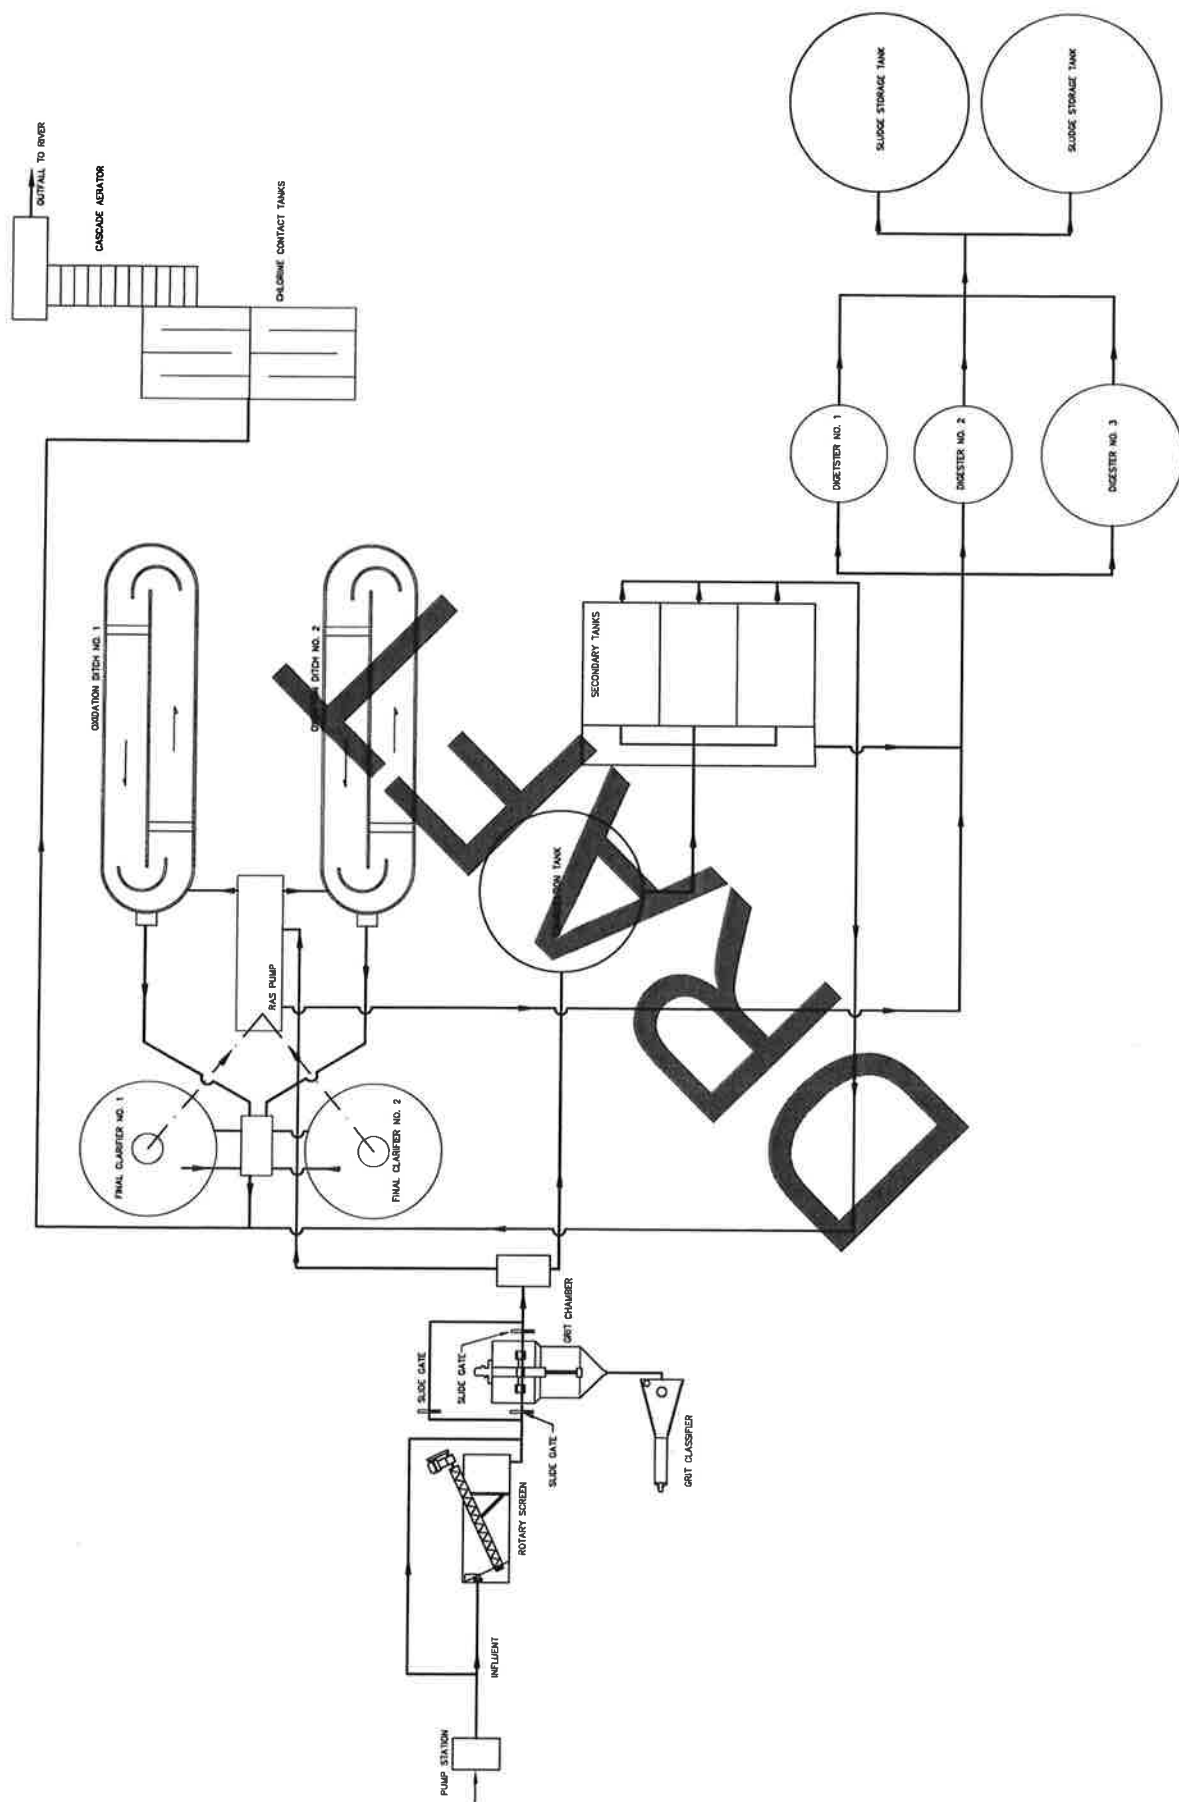 PUMP STATION
INFLUENT
ROTARY SCREEN
SLIDE GATE
SLIDE GATE
SLIDE GATE
GRIT CHAMBER
GRIT CLASSIFIER
FINAL CLARIFIER NO. 1
FINAL CLARIFIER NO. 2
RAS PUMP
OXIDATION DITCH NO. 1
DITCH NO. 2
TANK
SECONDARY TANKS
DIGETSTER NO. 1
DIGESTER NO. 2
DIGESTER NO. 3
SLUDGE STORAGE TANK
SLUDGE STORAGE TANK
CHLORINE CONTACT TANKS
CASCADE AERATOR
OUTFALL TO RIVER
DRAFT